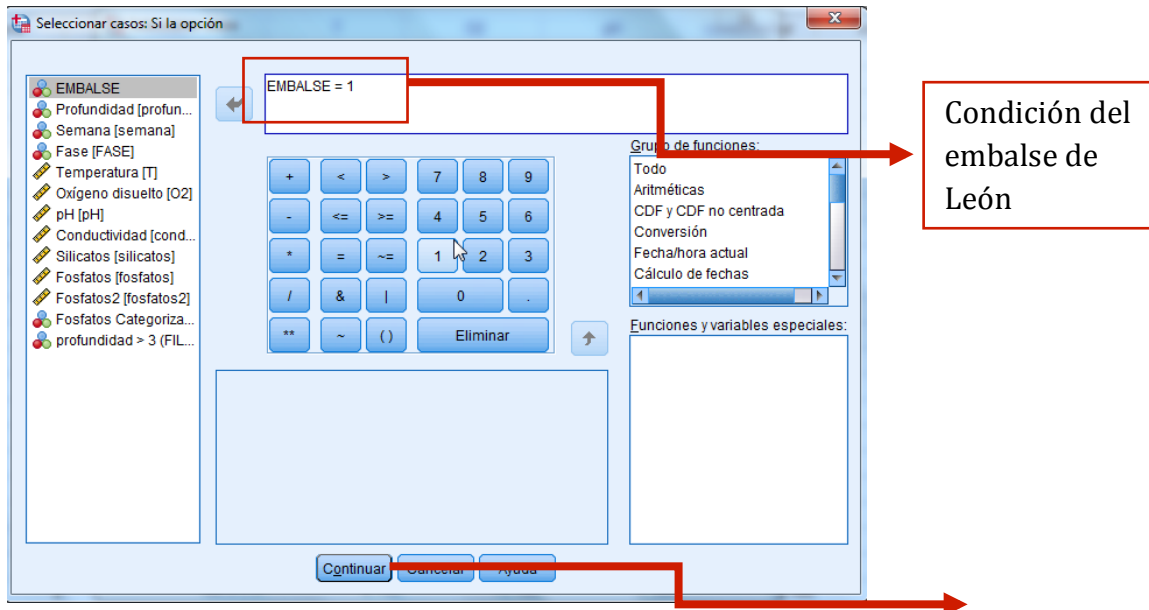 Seleccionar casos: Si la opción
EMBALSE
Profundidad [profun...
Semana [semana]
Fase [FASE]
Temperatura [T]
Oxígeno disuelto [O2]
pH [pH]
Conductividad [cond...
Silicatos [silicatos]
Fosfatos [fosfatos]
Fosfatos2 [fosfatos2]
Fosfatos Categoriza...
profundidad > 3 (FIL...
EMBALSE = 1
+ < > 7 8 9
- <= >= 4 5 6
* = ~= 1 2 3
/ & | 0 .
** ~ ( ) Eliminar
Grupo de funciones:
Todo
Aritméticas
CDF y CDF no centrada
Conversión
Fecha/hora actual
Cálculo de fechas
Funciones y variables especiales:
Continuar Cancelar Ayuda
Condición del
embalse de
León